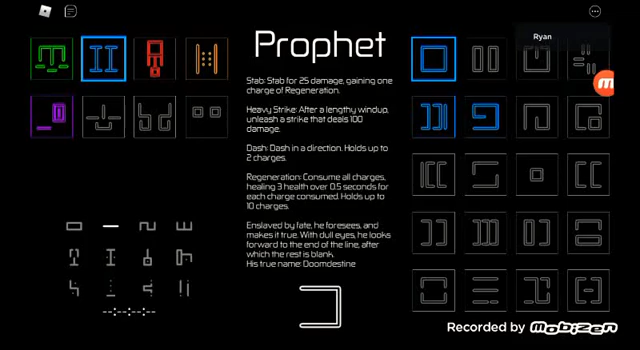 Ryan
Prophet
Stab: Stab for 25 damage, gaining one
charge of Regeneration.
Heavy Strike: After a lengthy windup,
unleash a strike that deals 100
damage.
Dash: Dash in a direction. Holds up to
2 charges.
Regeneration: Consume all charges,
healing 3 health over 0.5 seconds for
each charge consumed. Holds up to
10 charges.
Enslaved by fate, he foresees, and
makes it true. With dull eyes, he looks
forward to the end of the line, after
which the rest is blank.
His true name: Doomdestine
--:--:--:--
Recorded by Mobizen